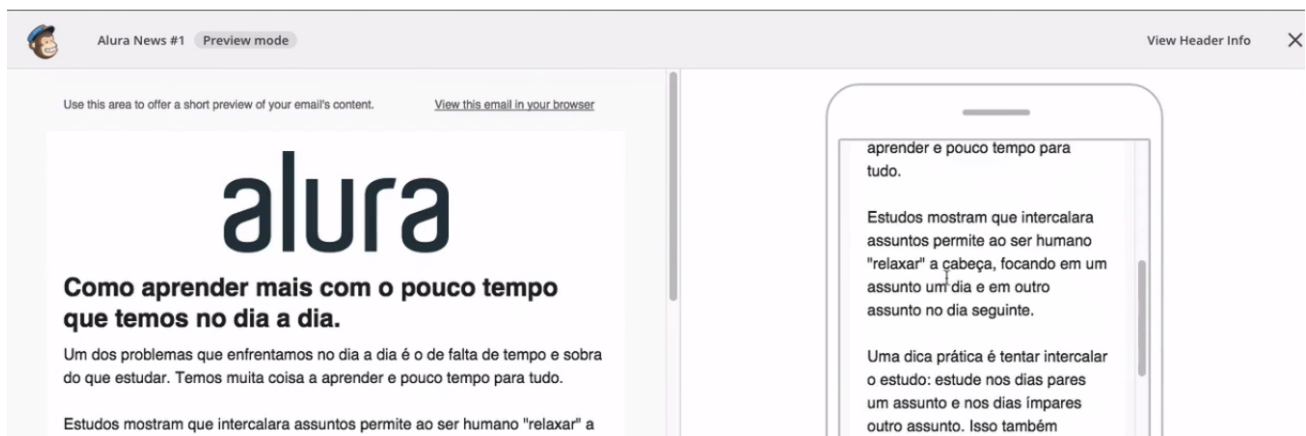 Alura News #1 Preview mode View Header Info
Use this area to offer a short preview of your email's content. View this email in your browser
alura
Como aprender mais com o pouco tempo
que temos no dia a dia.
Um dos problemas que enfrentamos no dia a dia é o de falta de tempo e sobra
do que estudar. Temos muita coisa a aprender e pouco tempo para tudo.
Estudos mostram que intercalara assuntos permite ao ser humano "relaxar" a
aprender e pouco tempo para
tudo.
Estudos mostram que intercalara
assuntos permite ao ser humano
"relaxar" a cabeça, focando em um
assunto um dia e em outro
assunto no dia seguinte.
Uma dica prática é tentar intercalar
o estudo: estude nos dias pares
um assunto e nos dias ímpares
outro assunto. Isso também